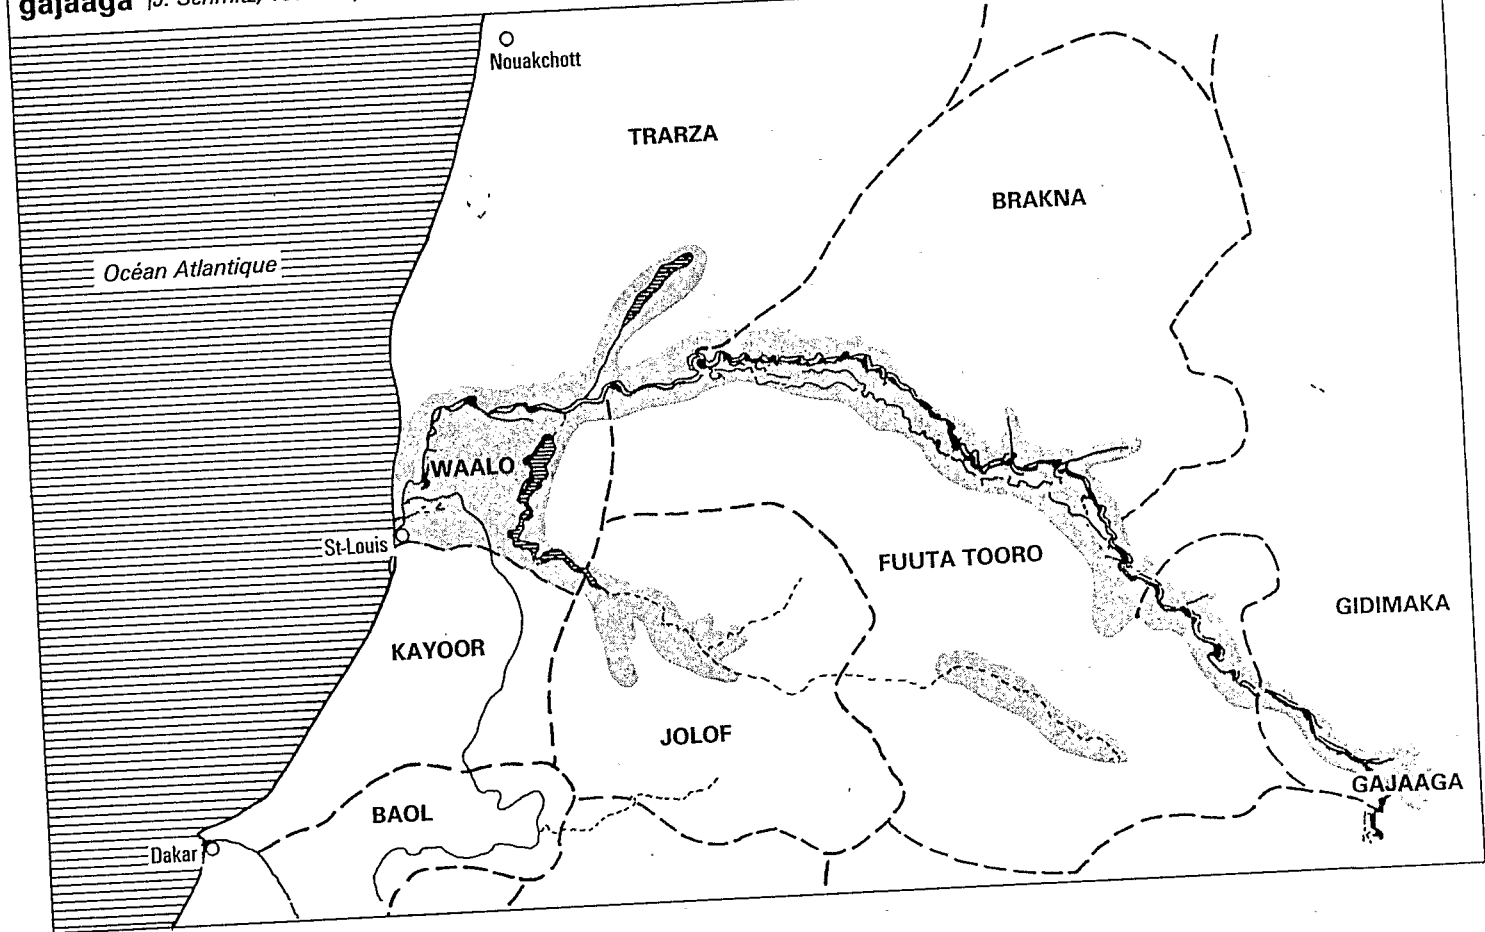 gajaaga
Nouakchott
TRARZA
BRAKNA
Océan Atlantique
WAALO
St-Louis
FUUTA TOORO
GIDIMAKA
KAYOOR
JOLOF
GAJAAGA
BAOL
Dakar